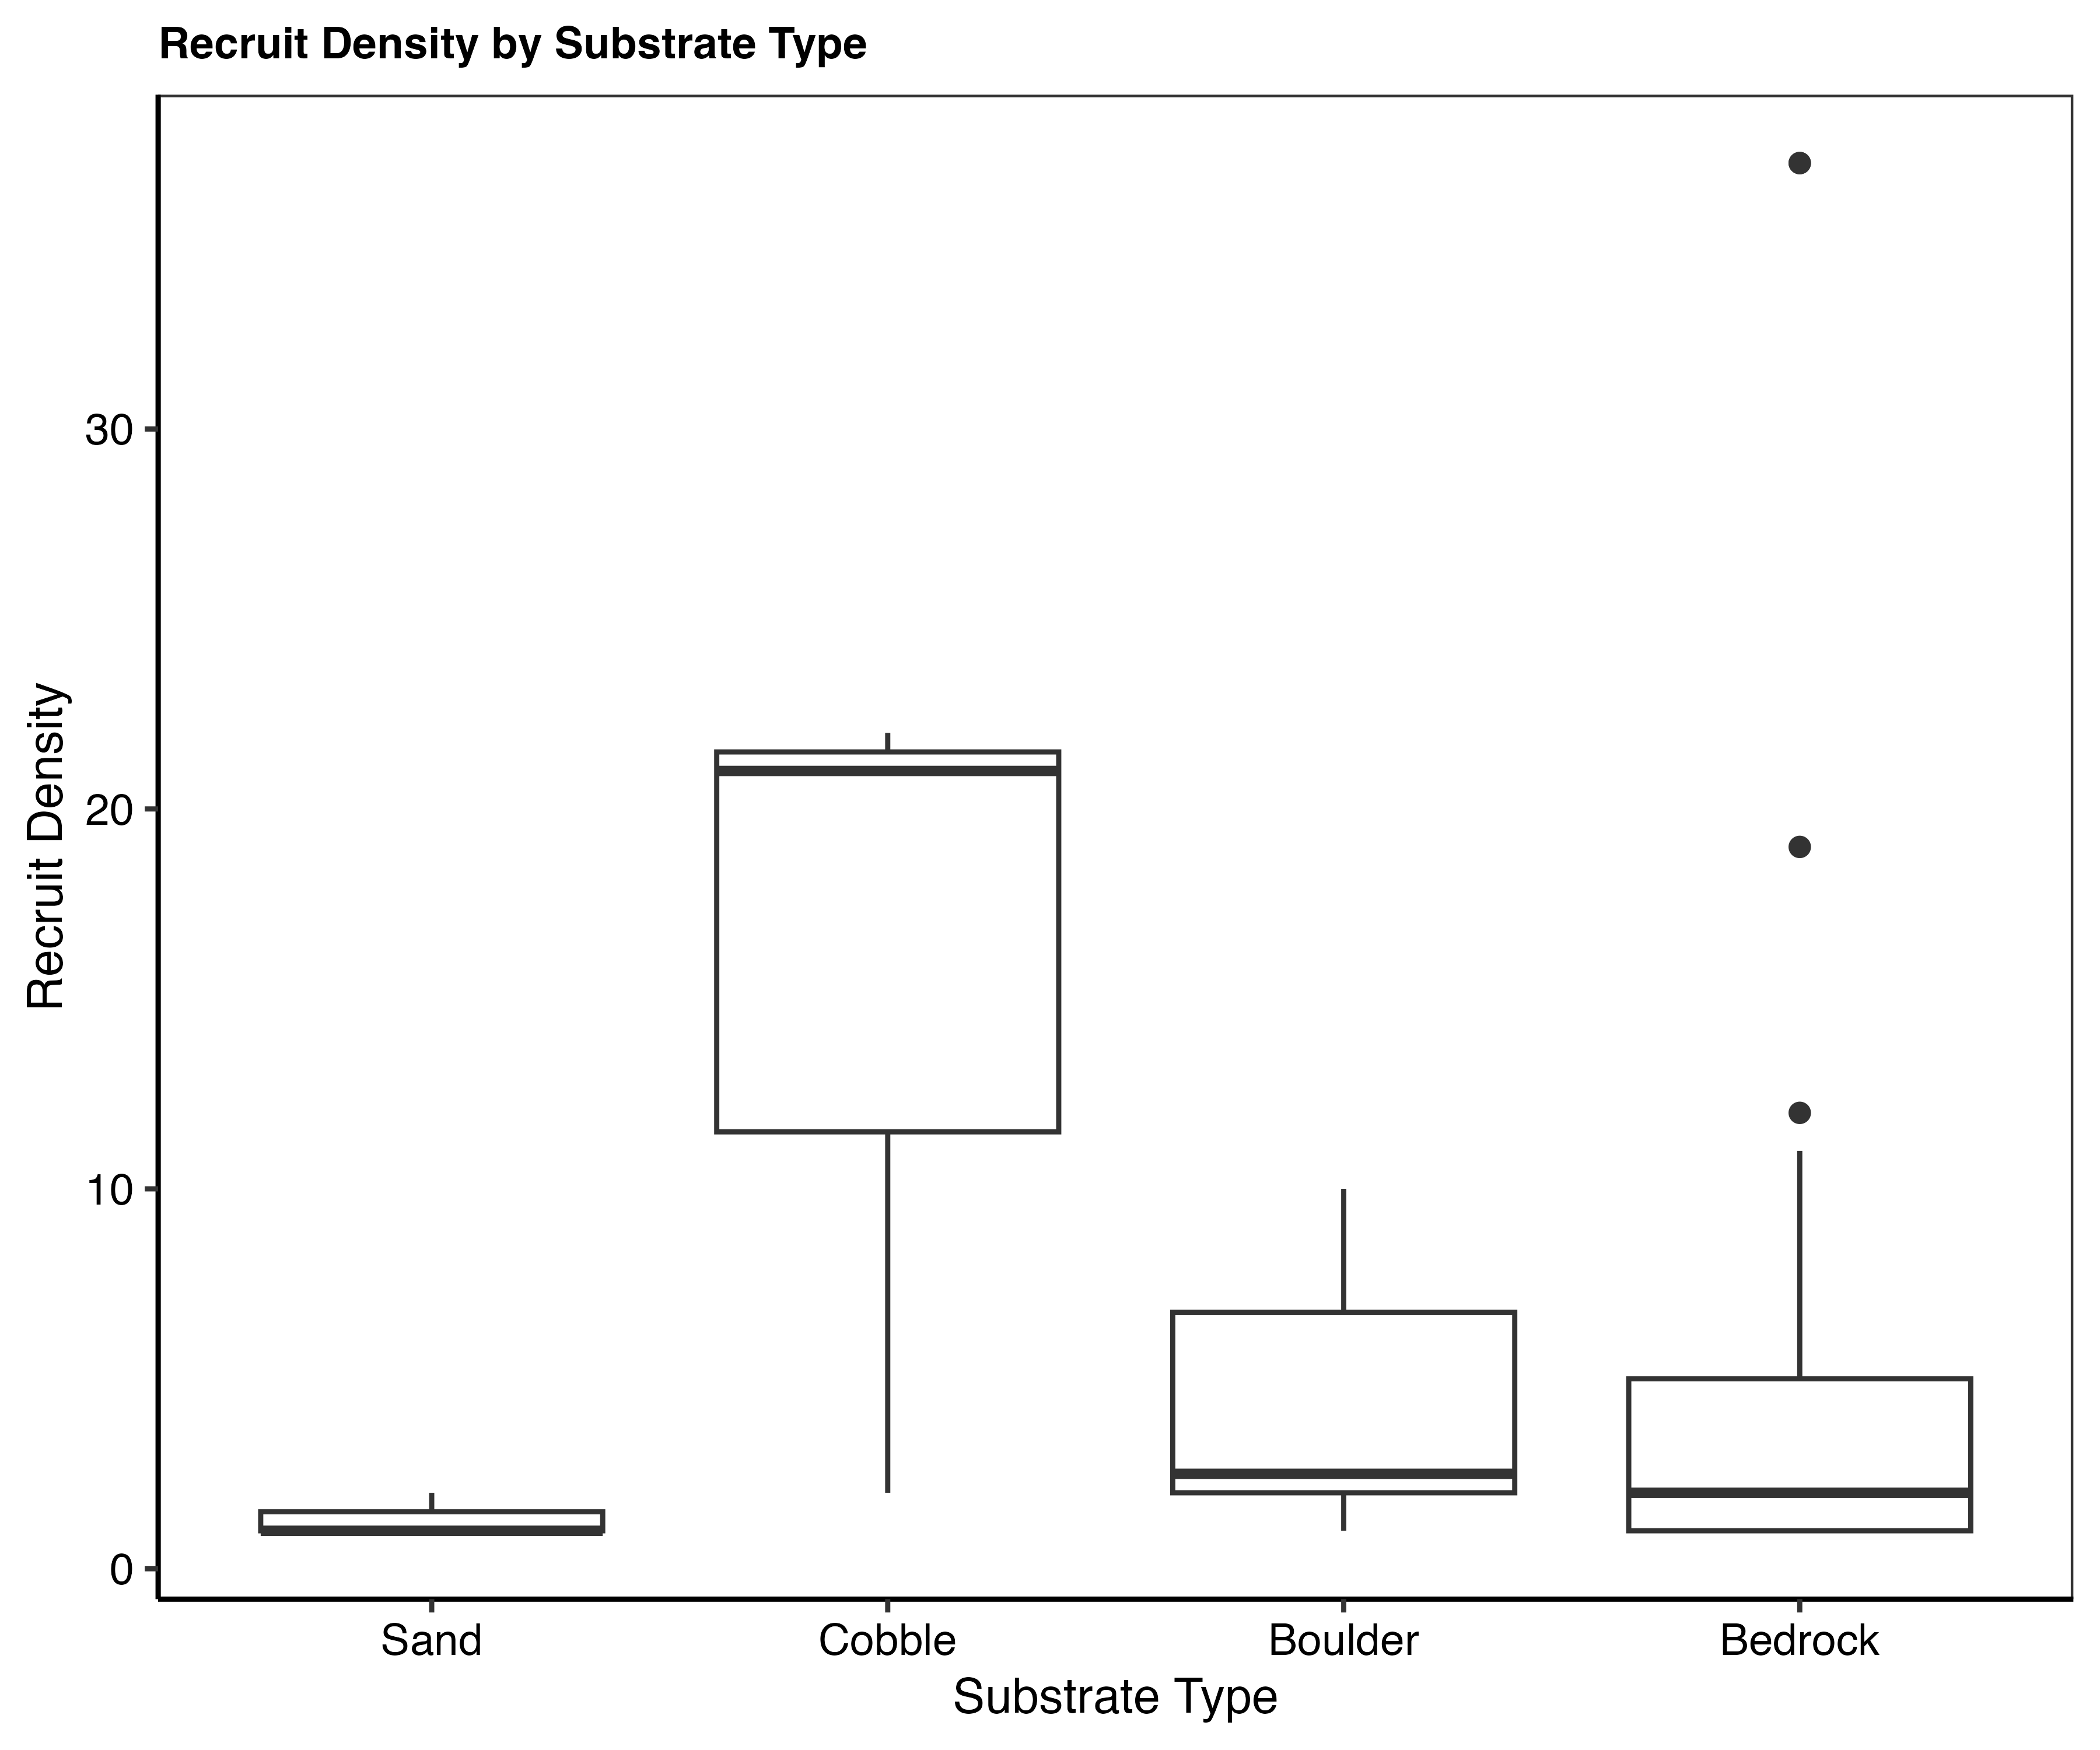 Recruit Density by Substrate Type
Recruit Density
30
20
10
0
Sand Cobble Boulder Bedrock
Substrate Type